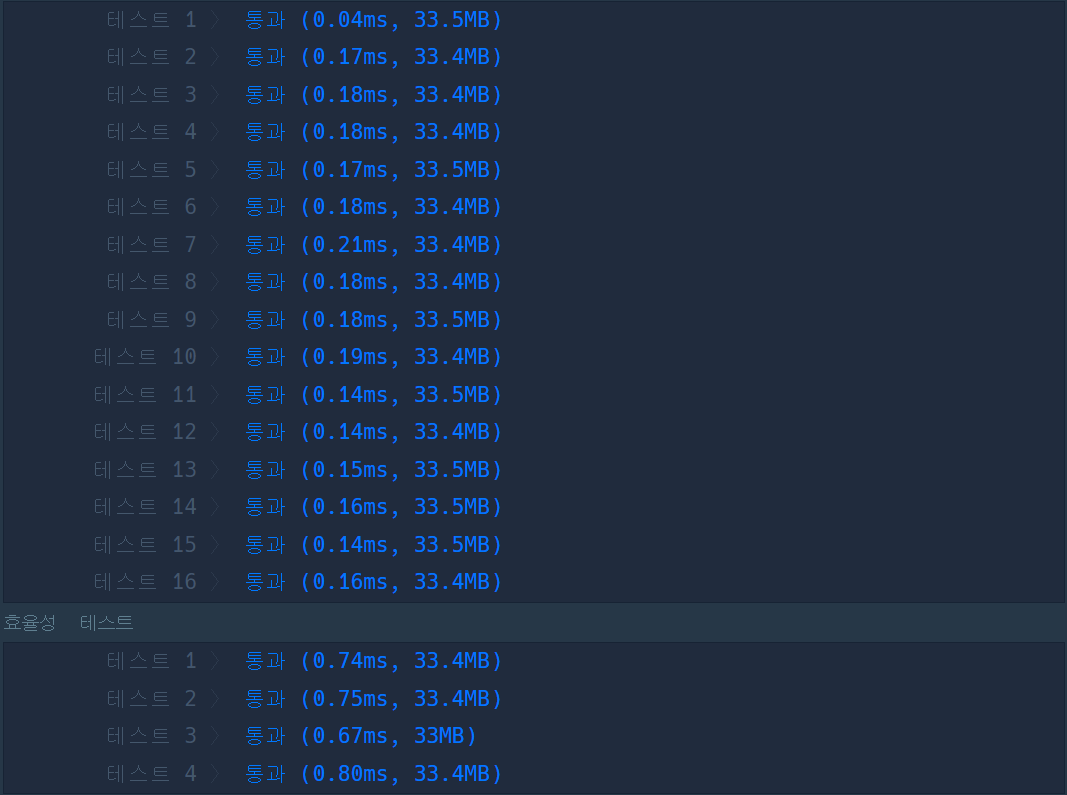 테스트 1 〉 통과 (0.04ms, 33.5MB)
테스트 2 〉 통과 (0.17ms, 33.4MB)
테스트 3 〉 통과 (0.18ms, 33.4MB)
테스트 4 〉 통과 (0.18ms, 33.4MB)
테스트 5 〉 통과 (0.17ms, 33.5MB)
테스트 6 〉 통과 (0.18ms, 33.4MB)
테스트 7 〉 통과 (0.21ms, 33.4MB)
테스트 8 〉 통과 (0.18ms, 33.4MB)
테스트 9 〉 통과 (0.18ms, 33.5MB)
테스트 10 〉 통과 (0.19ms, 33.4MB)
테스트 11 〉 통과 (0.14ms, 33.5MB)
테스트 12 〉 통과 (0.14ms, 33.4MB)
테스트 13 〉 통과 (0.15ms, 33.5MB)
테스트 14 〉 통과 (0.16ms, 33.5MB)
테스트 15 〉 통과 (0.14ms, 33.5MB)
테스트 16 〉 통과 (0.16ms, 33.4MB)
효율성 테스트
테스트 1 〉 통과 (0.74ms, 33.4MB)
테스트 2 〉 통과 (0.75ms, 33.4MB)
테스트 3 〉 통과 (0.67ms, 33MB)
테스트 4 〉 통과 (0.80ms, 33.4MB)